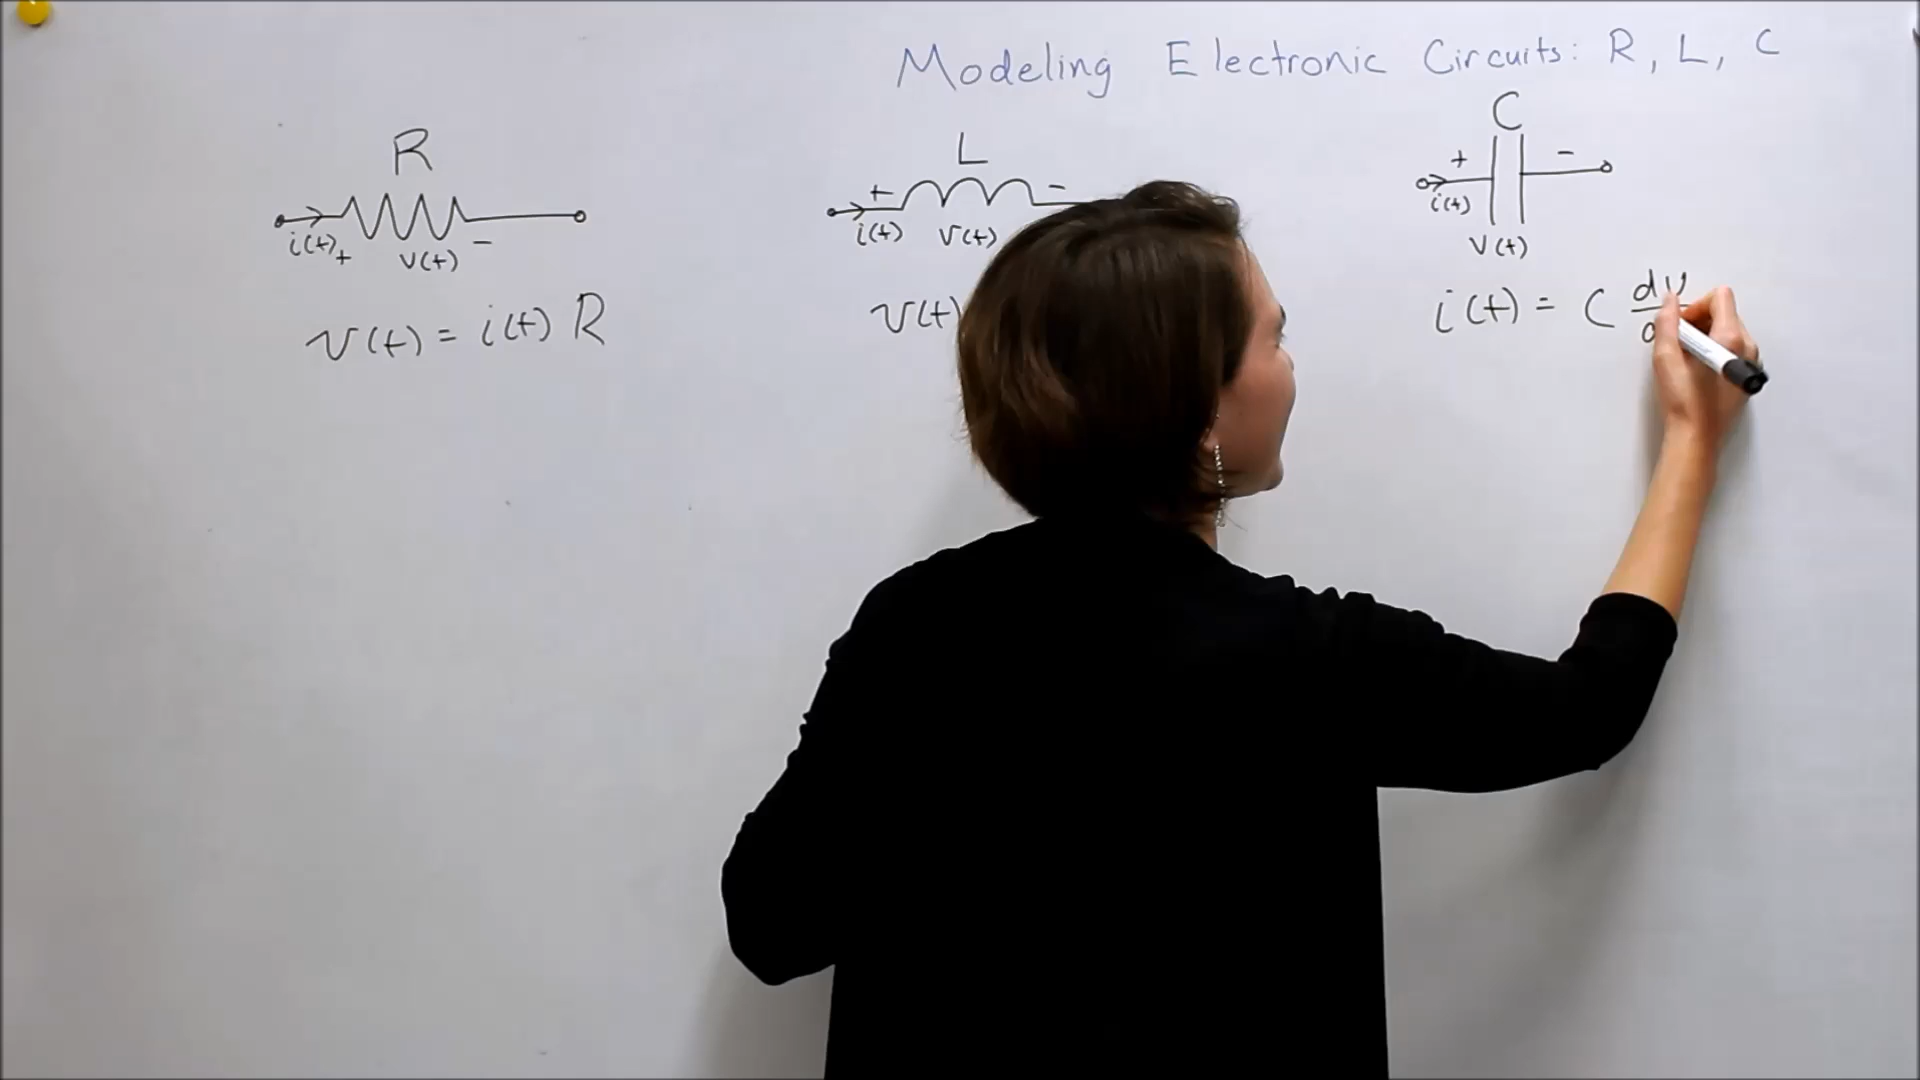 Modeling Electronic Circuits: R, L, C
R
i(t) + v(t) −
v(t) = i(t) R
L
+ −
i(t) v(t)
v(t)
C
+ −
i(t)
v(t)
i(t) = C dv